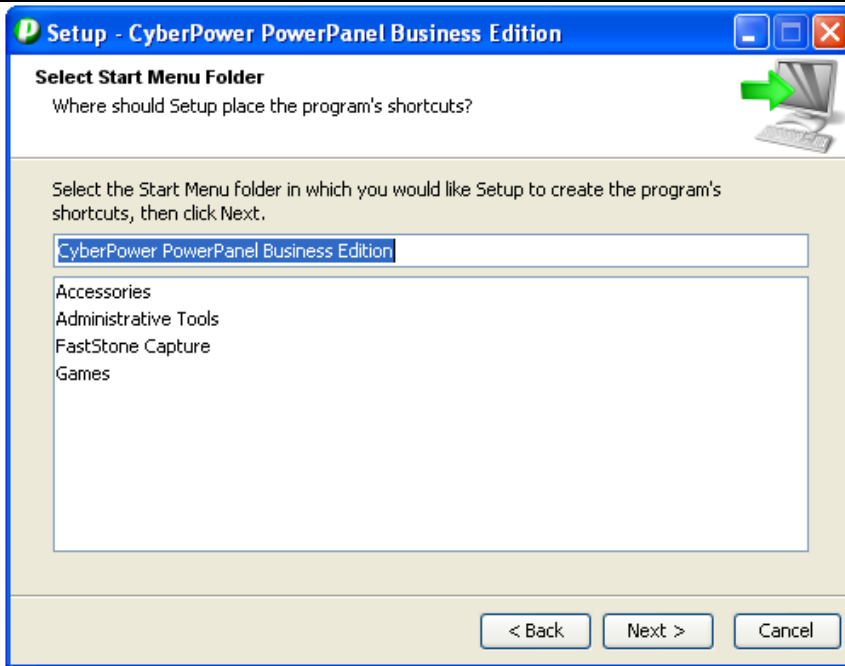 Setup - CyberPower PowerPanel Business Edition
Select Start Menu Folder
Where should Setup place the program's shortcuts?
Select the Start Menu folder in which you would like Setup to create the program's
shortcuts, then click Next.
CyberPower PowerPanel Business Edition
Accessories
Administrative Tools
FastStone Capture
Games
< Back Next > Cancel